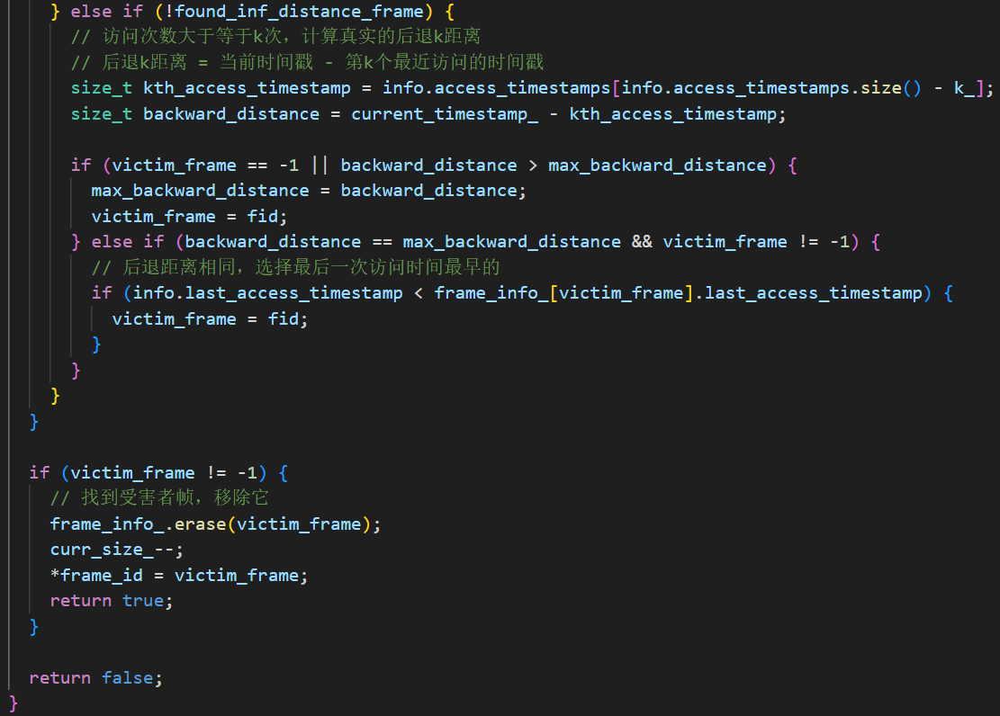 } else if (!found_inf_distance_frame) {
// 访问次数大于等于k次，计算真实的后退k距离
// 后退k距离 = 当前时间戳 - 第k个最近访问的时间戳
size_t kth_access_timestamp = info.access_timestamps[info.access_timestamps.size() - k_];
size_t backward_distance = current_timestamp_ - kth_access_timestamp;
if (victim_frame == -1 || backward_distance > max_backward_distance) {
max_backward_distance = backward_distance;
victim_frame = fid;
} else if (backward_distance == max_backward_distance && victim_frame != -1) {
// 后退距离相同，选择最后一次访问时间最早的
if (info.last_access_timestamp < frame_info_[victim_frame].last_access_timestamp) {
victim_frame = fid;
}
}
}
}
if (victim_frame != -1) {
// 找到受害者帧，移除它
frame_info_.erase(victim_frame);
curr_size_--;
*frame_id = victim_frame;
return true;
}
return false;
}